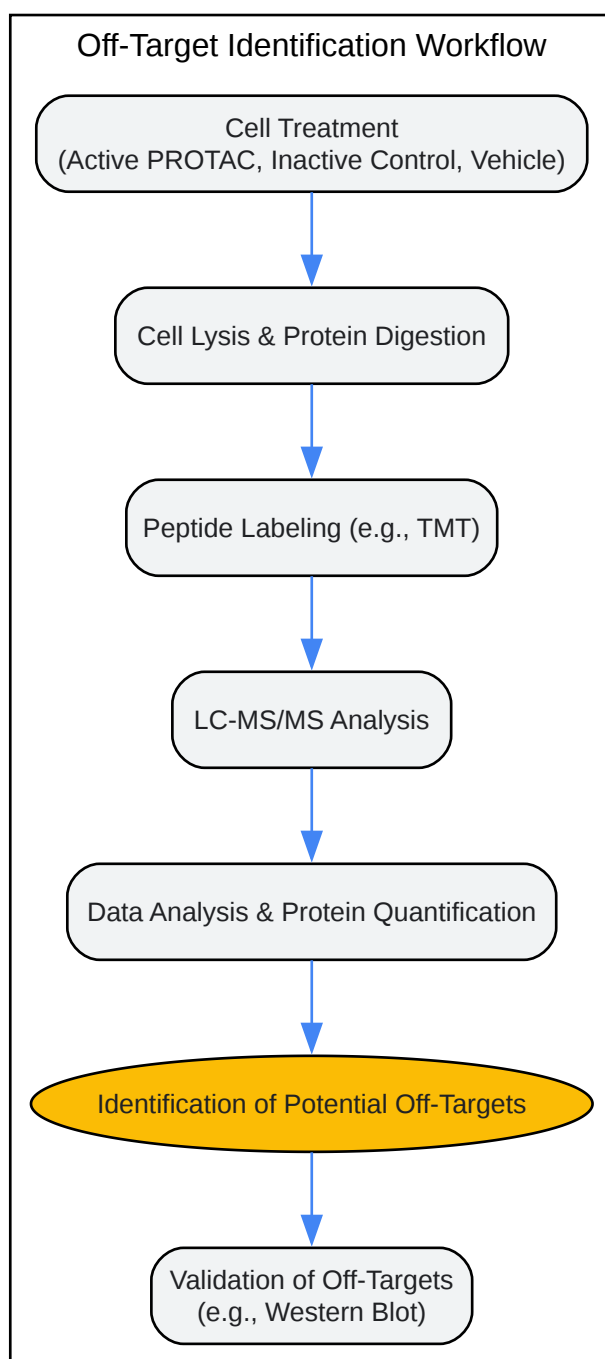 Off-Target Identification Workflow
Cell Treatment
(Active PROTAC, Inactive Control, Vehicle)
Cell Lysis & Protein Digestion
Peptide Labeling (e.g., TMT)
LC-MS/MS Analysis
Data Analysis & Protein Quantification
Identification of Potential Off-Targets
Validation of Off-Targets
(e.g., Western Blot)